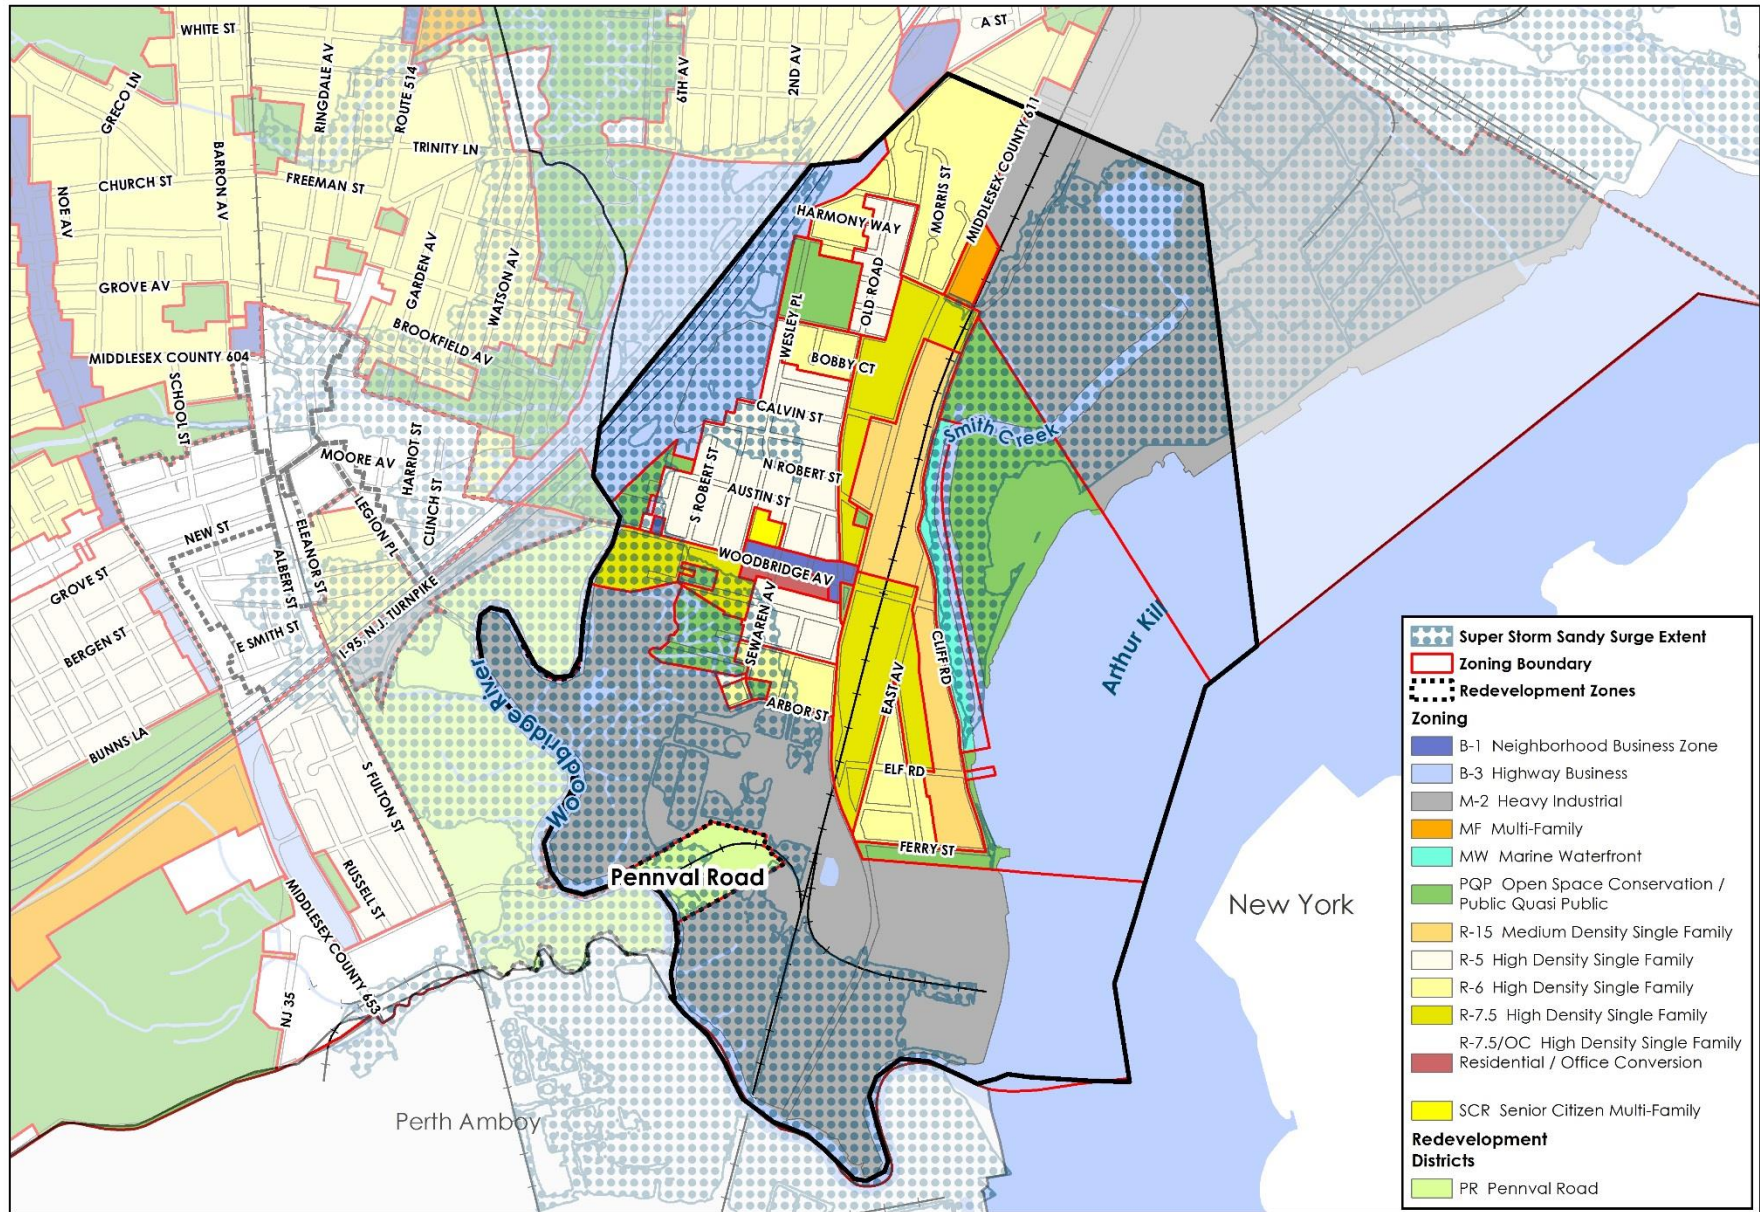 WHITE ST
A ST
GRECO LN
RINGDALE AV
ROUTE 514
6TH AV
2ND AV
MIDDLESEX COUNTY 611
TRINITY LN
BARRON AV
CHURCH ST
FREEMAN ST
NOE AV
MORRIS ST
HARMONY WAY
GARDEN AV
WATSON AV
OLD ROAD
GROVE AV
WESLEY PL
BROOKFIELD AV
MIDDLESEX COUNTY 604
BOBBY CT
SCHOOL ST
CALVIN ST
Smith Creek
MOORE AV
HARRIOT ST
N ROBERT ST
S ROBERT ST
AUSTIN ST
CLINCH ST
LEGION PL
NEW ST
ELEANOR ST
ALBERT ST
WOODBRIDGE AV
GROVE ST
I-95, N.J. TURNPIKE
SEWAREN AV
E SMITH ST
BERGEN ST
CLIFF RD
Arthur Kill
EAST AV
Woodbridge River
ARBOR ST
BUNNS LA
S FULTON ST
ELF RD
FERRY ST
Pennval Road
RUSSELL ST
MIDDLESEX COUNTY 653
NJ 35
New York
Perth Amboy
Super Storm Sandy Surge Extent
Zoning Boundary
Redevelopment Zones
Zoning
B-1 Neighborhood Business Zone
B-3 Highway Business
M-2 Heavy Industrial
MF Multi-Family
MW Marine Waterfront
PQP Open Space Conservation /
Public Quasi Public
R-15 Medium Density Single Family
R-5 High Density Single Family
R-6 High Density Single Family
R-7.5 High Density Single Family
R-7.5/OC High Density Single Family
Residential / Office Conversion
SCR Senior Citizen Multi-Family
Redevelopment
Districts
PR Pennval Road